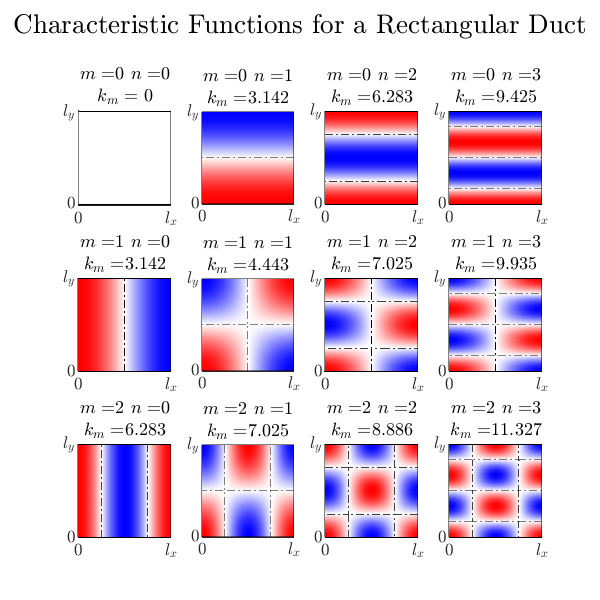 Characteristic Functions for a Rectangular Duct
m =0 n =0
k_m = 0
l_y
0
0 l_x
m =0 n =1
k_m =3.142
l_y
0
0 l_x
m =0 n =2
k_m =6.283
l_y
0
0 l_x
m =0 n =3
k_m =9.425
l_y
0
0 l_x
m =1 n =0
k_m =3.142
l_y
0
0 l_x
m =1 n =1
k_m =4.443
l_y
0
0 l_x
m =1 n =2
k_m =7.025
l_y
0
0 l_x
m =1 n =3
k_m =9.935
l_y
0
0 l_x
m =2 n =0
k_m =6.283
l_y
0
0 l_x
m =2 n =1
k_m =7.025
l_y
0
0 l_x
m =2 n =2
k_m =8.886
l_y
0
0 l_x
m =2 n =3
k_m =11.327
l_y
0
0 l_x